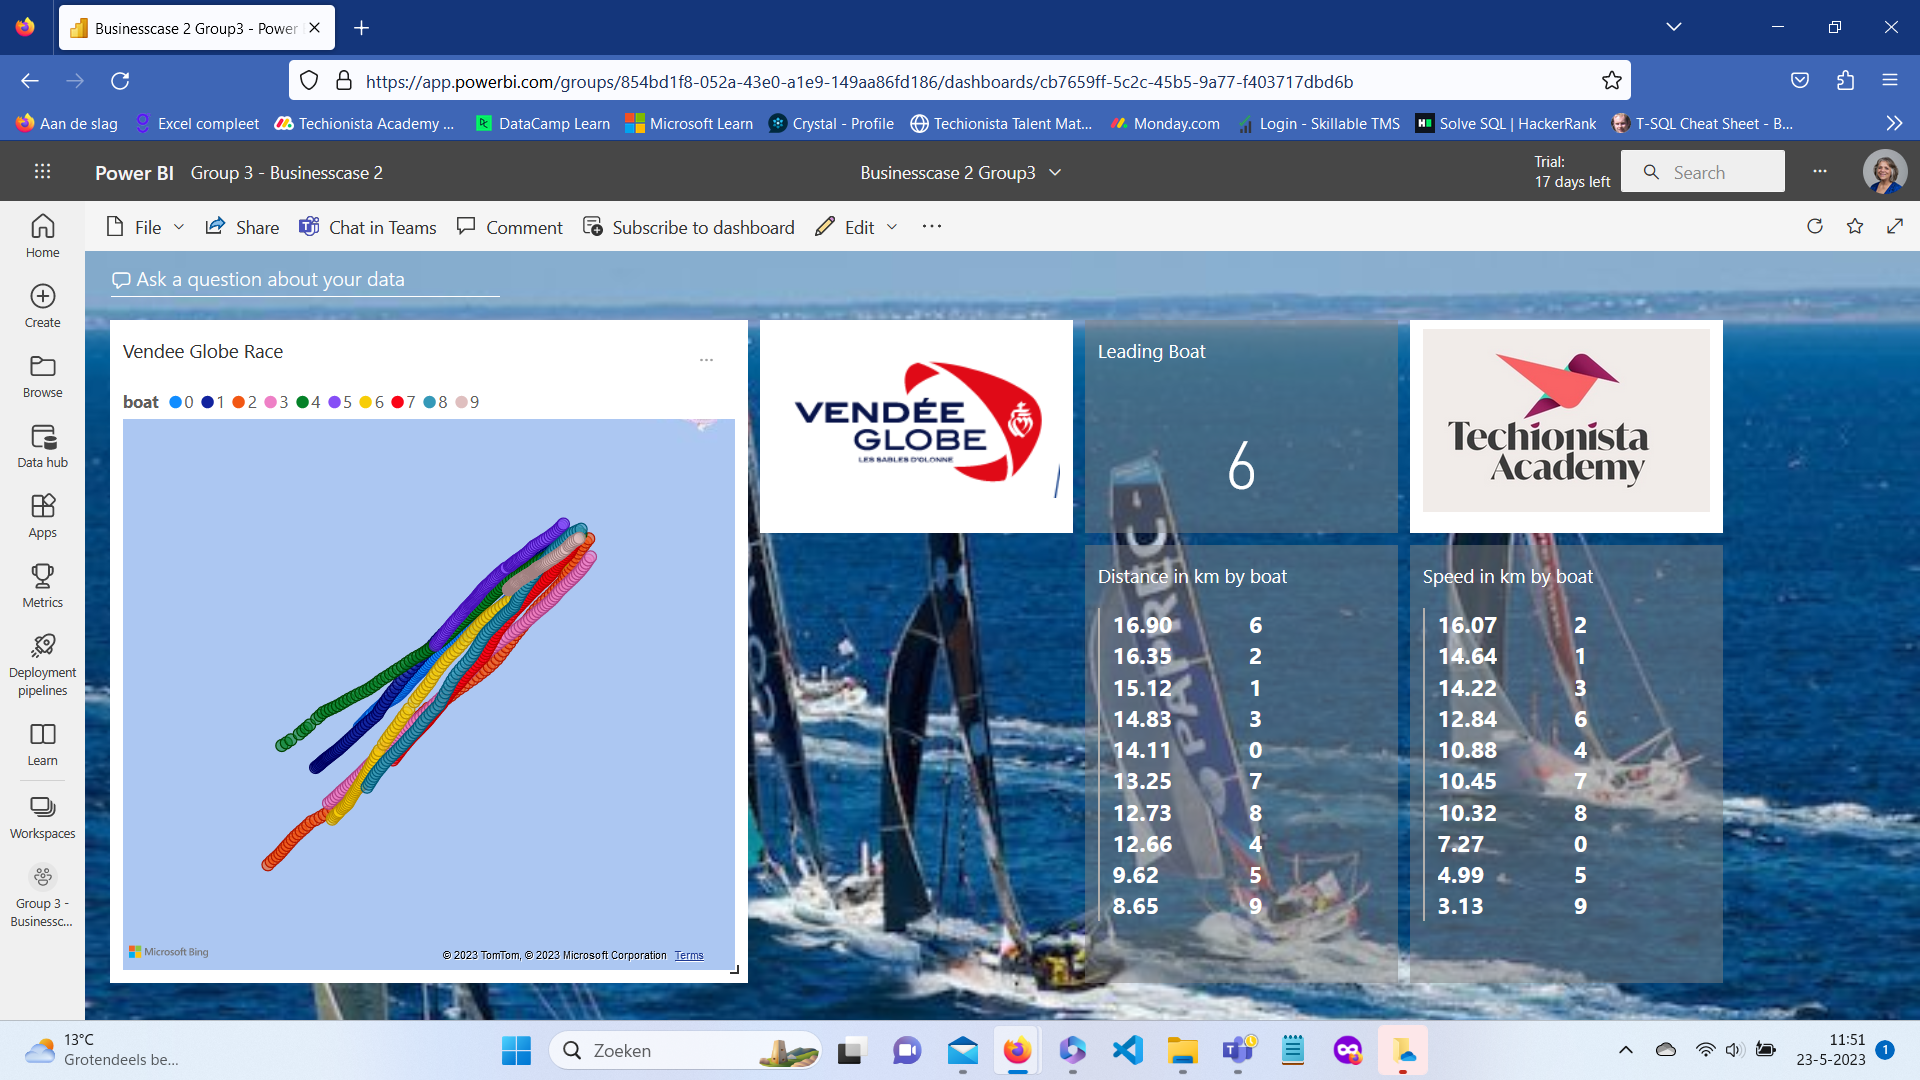 Businesscase 2 Group3 - Power
https://app.powerbi.com/groups/854bd1f8-052a-43e0-a1e9-149aa86fd186/dashboards/cb7659ff-5c2c-45b5-9a77-f403717dbd6b
Aan de slag Excel compleet Techionista Academy ... DataCamp Learn Microsoft Learn Crystal - Profile Techionista Talent Mat... Monday.com Login - Skillable TMS Solve SQL | HackerRank T-SQL Cheat Sheet - B...
Power BI Group 3 - Businesscase 2 Businesscase 2 Group3 Trial:
17 days left Search
File Share Chat in Teams Comment Subscribe to dashboard Edit
Home
Create
Browse
Data hub
Apps
Metrics
Deployment
pipelines
Learn
Workspaces
Group 3 -
Businessc...
Ask a question about your data
Vendee Globe Race
boat 0 1 2 3 4 5 6 7 8 9
Microsoft Bing
© 2023 TomTom, © 2023 Microsoft Corporation Terms
VENDÉE
GLOBE
LES SABLES D'OLONNE
Leading Boat
6
Techionista
Academy
PAPREC
Distance in km by boat
16.90 6
16.35 2
15.12 1
14.83 3
14.11 0
13.25 7
12.73 8
12.66 4
9.62 5
8.65 9
Speed in km by boat
16.07 2
14.64 1
14.22 3
12.84 6
10.88 4
10.45 7
10.32 8
7.27 0
4.99 5
3.13 9
13°C
Grotendeels be...
Zoeken
11:51
23-5-2023
1